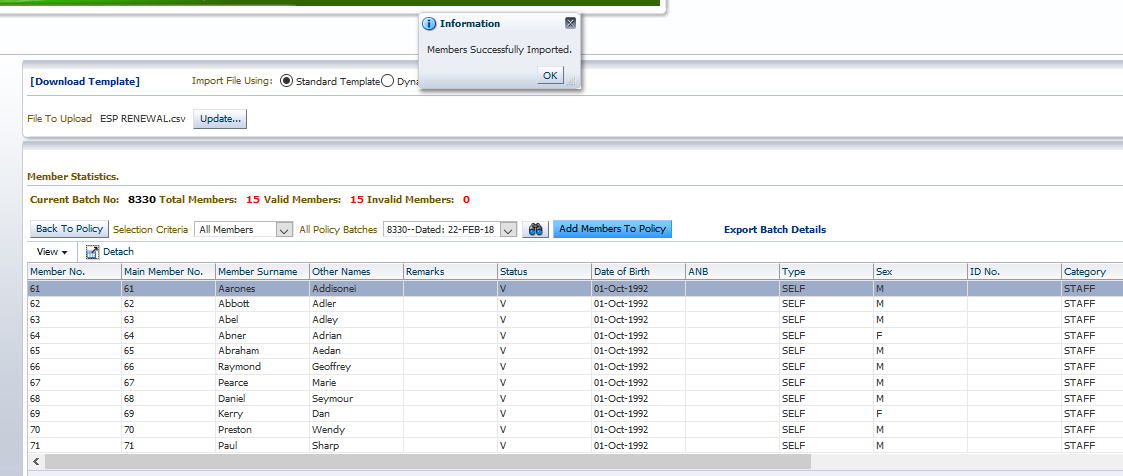 Information
Members Successfully Imported.
OK
[Download Template] Import File Using: Standard Template Dyna
File To Upload ESP RENEWAL.csv Update...
Member Statistics.
Current Batch No: 8330 Total Members: 15 Valid Members: 15 Invalid Members: 0
Back To Policy Selection Criteria All Members All Policy Batches 8330--Dated: 22-FEB-18 Add Members To Policy Export Batch Details
View Detach
Member No. Main Member No. Member Surname Other Names Remarks Status Date of Birth ANB Type Sex ID No. Category
61 61 Aarones Addisonei V 01-Oct-1992 SELF M STAFF
62 62 Abbott Adler V 01-Oct-1992 SELF M STAFF
63 63 Abel Adley V 01-Oct-1992 SELF M STAFF
64 64 Abner Adrian V 01-Oct-1992 SELF F STAFF
65 65 Abraham Aedan V 01-Oct-1992 SELF M STAFF
66 66 Raymond Geoffrey V 01-Oct-1992 SELF M STAFF
67 67 Pearce Marie V 01-Oct-1992 SELF M STAFF
68 68 Daniel Seymour V 01-Oct-1992 SELF M STAFF
69 69 Kerry Dan V 01-Oct-1992 SELF F STAFF
70 70 Preston Wendy V 01-Oct-1992 SELF M STAFF
71 71 Paul Sharp V 01-Oct-1992 SELF M STAFF